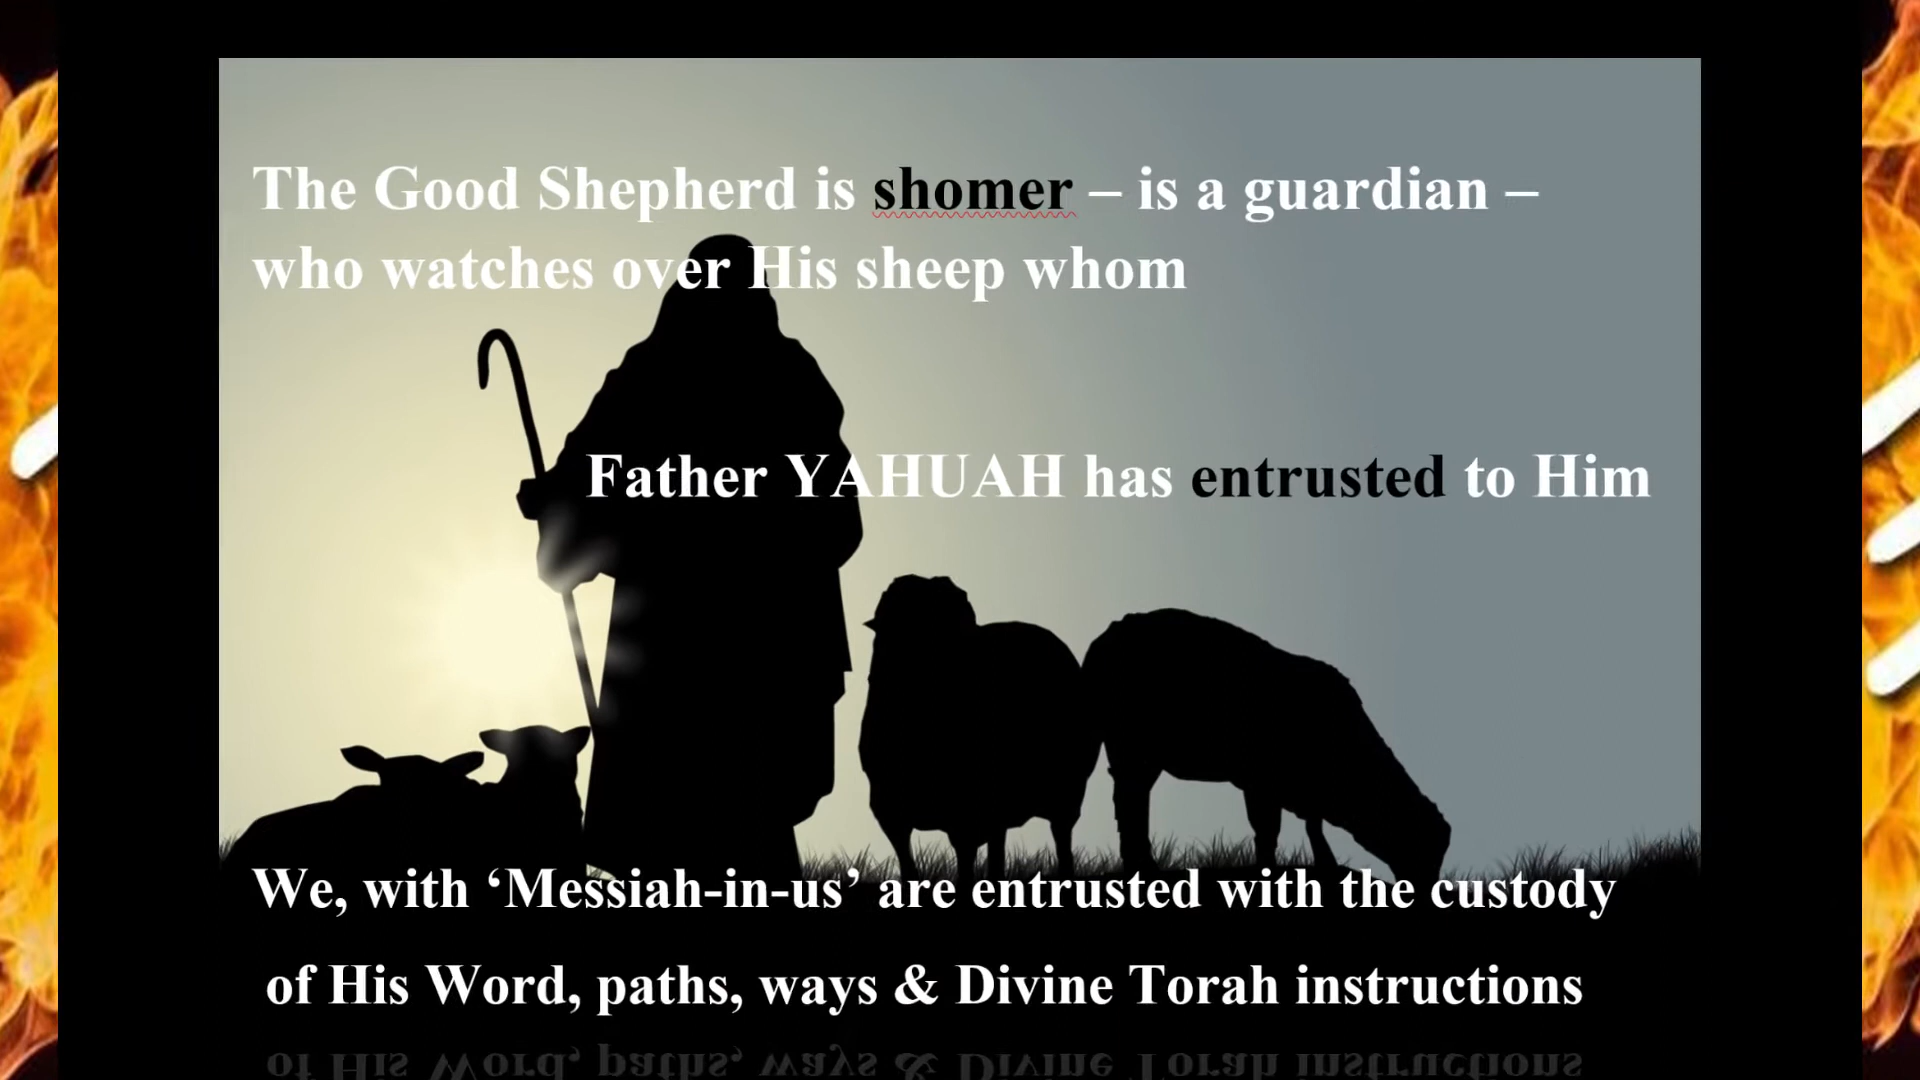 The Good Shepherd is shomer – is a guardian –
who watches over His sheep whom
Father YAHUAH has entrusted to Him
We, with ‘Messiah-in-us’ are entrusted with the custody
of His Word, paths, ways & Divine Torah instructions